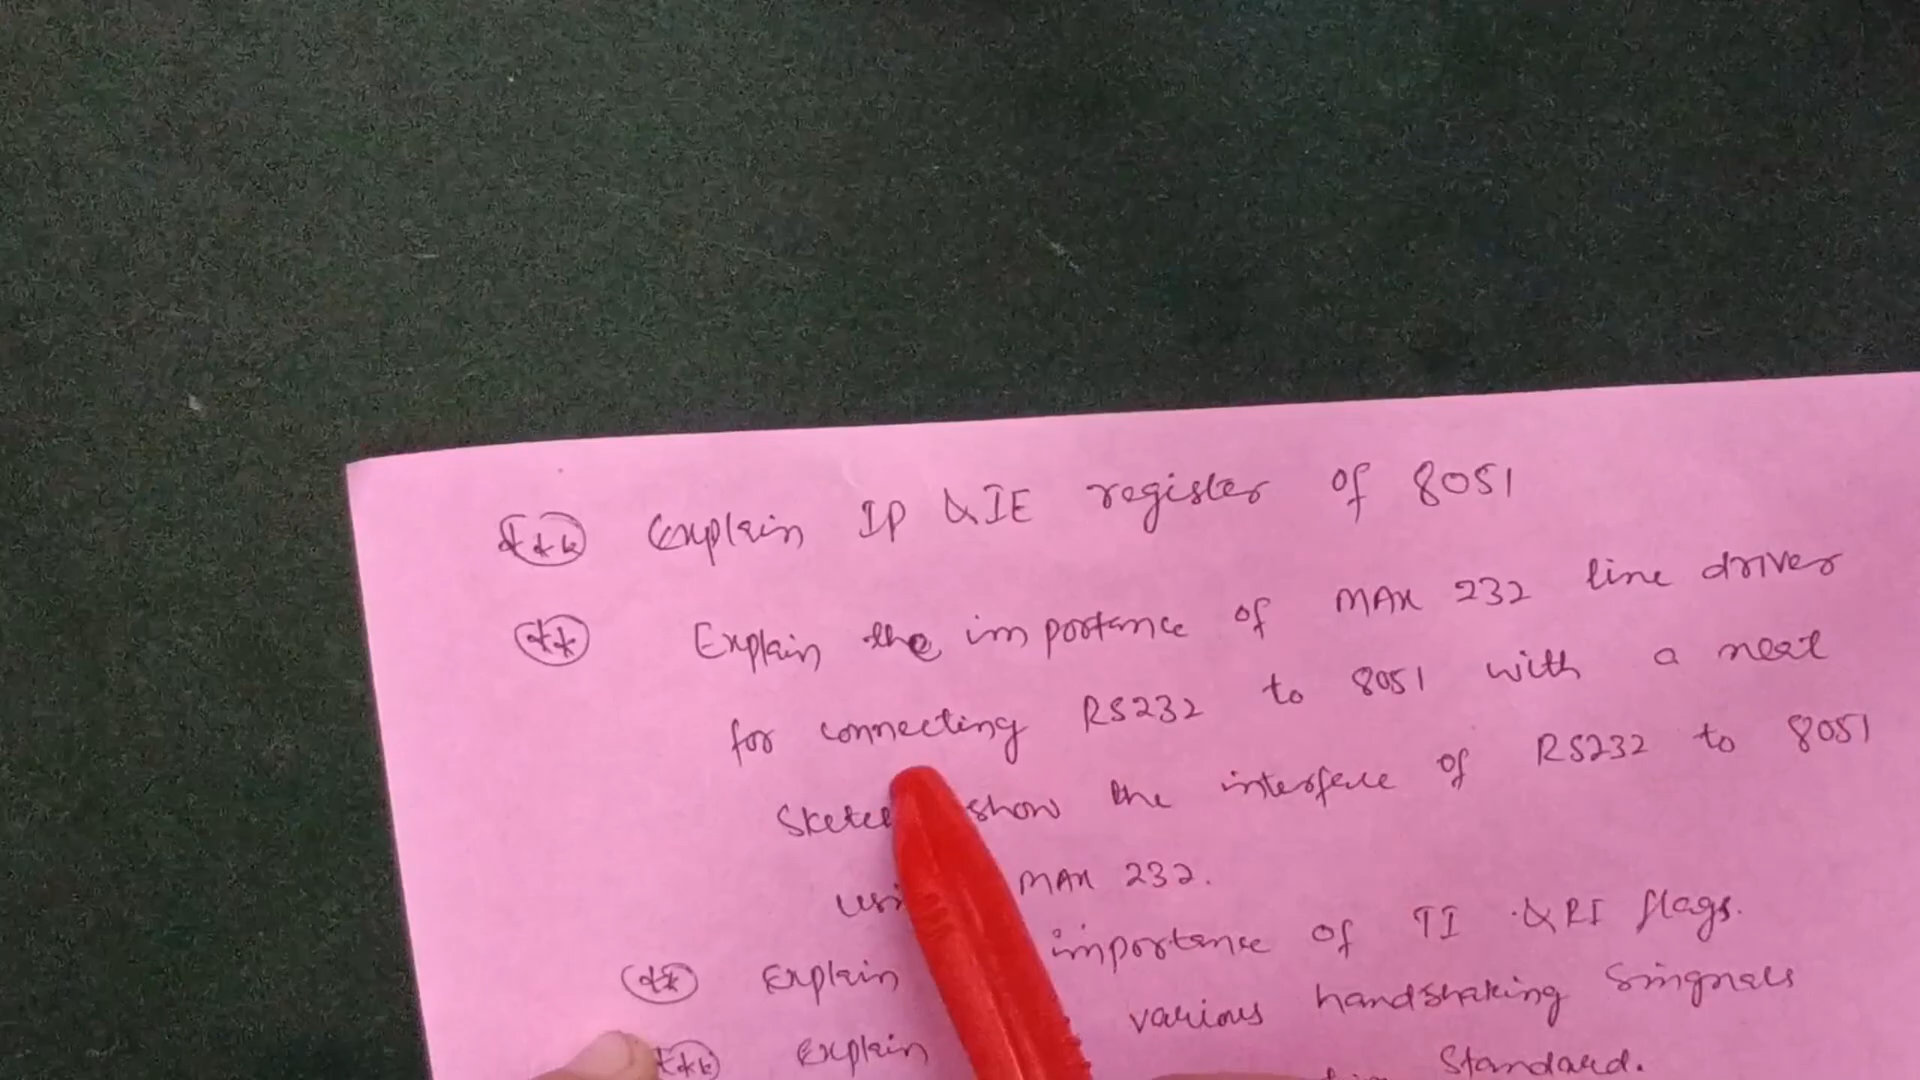 *** Explain IP & IE register of 8051
** Explain the importance of MAX 232 line driver
for connecting RS232 to 8051 with a neat
show the interface of RS232 to 8051
MAX 232.
** Explain importance of TI & RI flags.
*** Explain various handshaking Singnals
Standard.